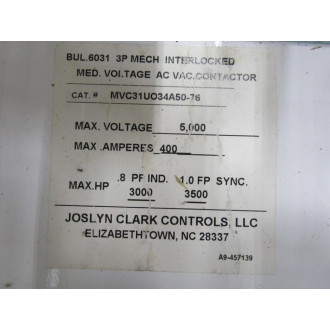 BUL.6031 3P MECH INTERLOCKED
MED. VOLTAGE AC VAC.CONTACTOR
CAT. # MVC31UO34A50-76
MAX. VOLTAGE 5,000
MAX .AMPERES 400
.8 PF IND. 1.0 FP SYNC.
MAX.HP 3000 3500
JOSLYN CLARK CONTROLS, LLC
ELIZABETHTOWN, NC 28337
A9-457139